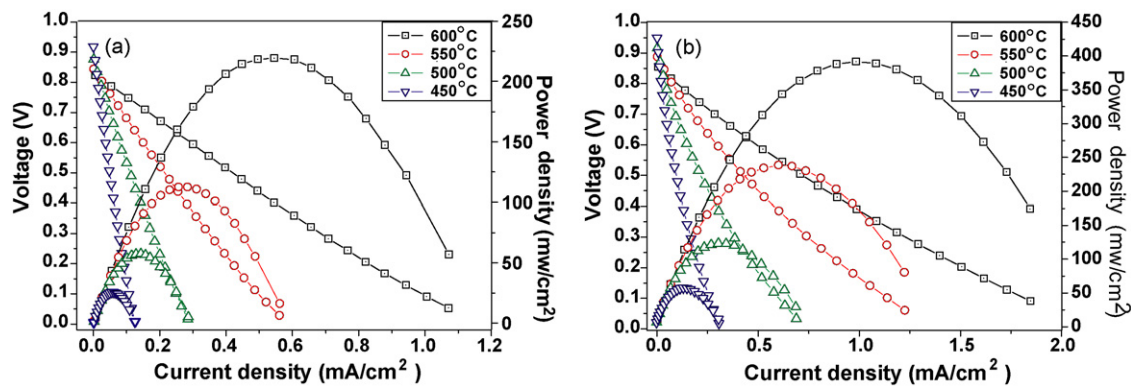 (a)
600°C
550°C
500°C
450°C
Voltage (V)
1.0
0.9
0.8
0.7
0.6
0.5
0.4
0.3
0.2
0.1
0.0
250
200
150
100
50
0
Power density (mw/cm²)
0.0 0.2 0.4 0.6 0.8 1.0 1.2
Current density (mA/cm²)
(b)
600°C
550°C
500°C
450°C
Voltage (V)
1.0
0.9
0.8
0.7
0.6
0.5
0.4
0.3
0.2
0.1
0.0
450
400
350
300
250
200
150
100
50
0
Power density (mw/cm²)
0.0 0.5 1.0 1.5 2.0
Current density (mA/cm²)